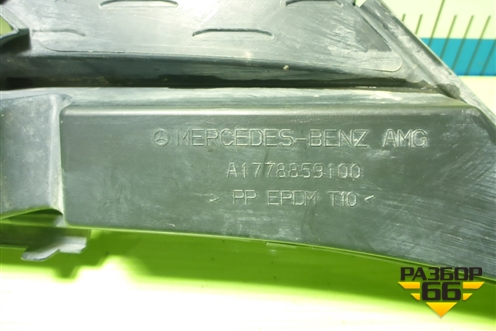 MERCEDES-BENZ AMG
A1778859100
> PP EPDM T10 <
РАЗБОР
66